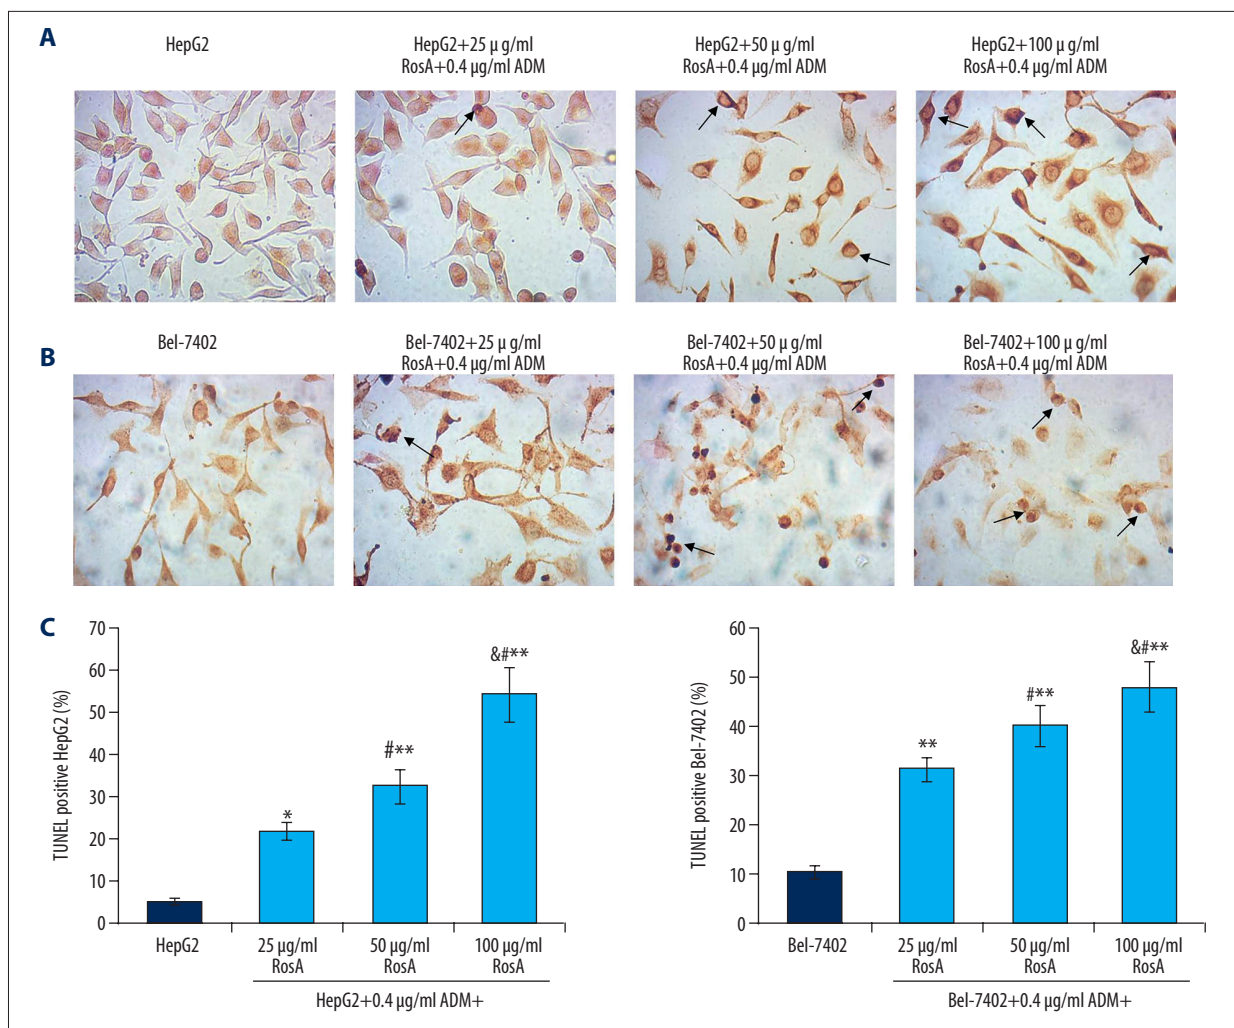 A
HepG2
HepG2+25 μ g/ml
RosA+0.4 μg/ml ADM
HepG2+50 μ g/ml
RosA+0.4 μg/ml ADM
HepG2+100 μ g/ml
RosA+0.4 μg/ml ADM
B
Bel-7402
Bel-7402+25 μ g/ml
RosA+0.4 μg/ml ADM
Bel-7402+50 μ g/ml
RosA+0.4 μg/ml ADM
Bel-7402+100 μ g/ml
RosA+0.4 μg/ml ADM
C
TUNEL positive HepG2 (%)
70
60
50
40
30
20
10
0
*
#**
&#**
HepG2
25 μg/ml
RosA
50 μg/ml
RosA
100 μg/ml
RosA
HepG2+0.4 μg/ml ADM+
TUNEL positive Bel-7402 (%)
60
50
40
30
20
10
0
**
#**
&#**
Bel-7402
25 μg/ml
RosA
50 μg/ml
RosA
100 μg/ml
RosA
Bel-7402+0.4 μg/ml ADM+